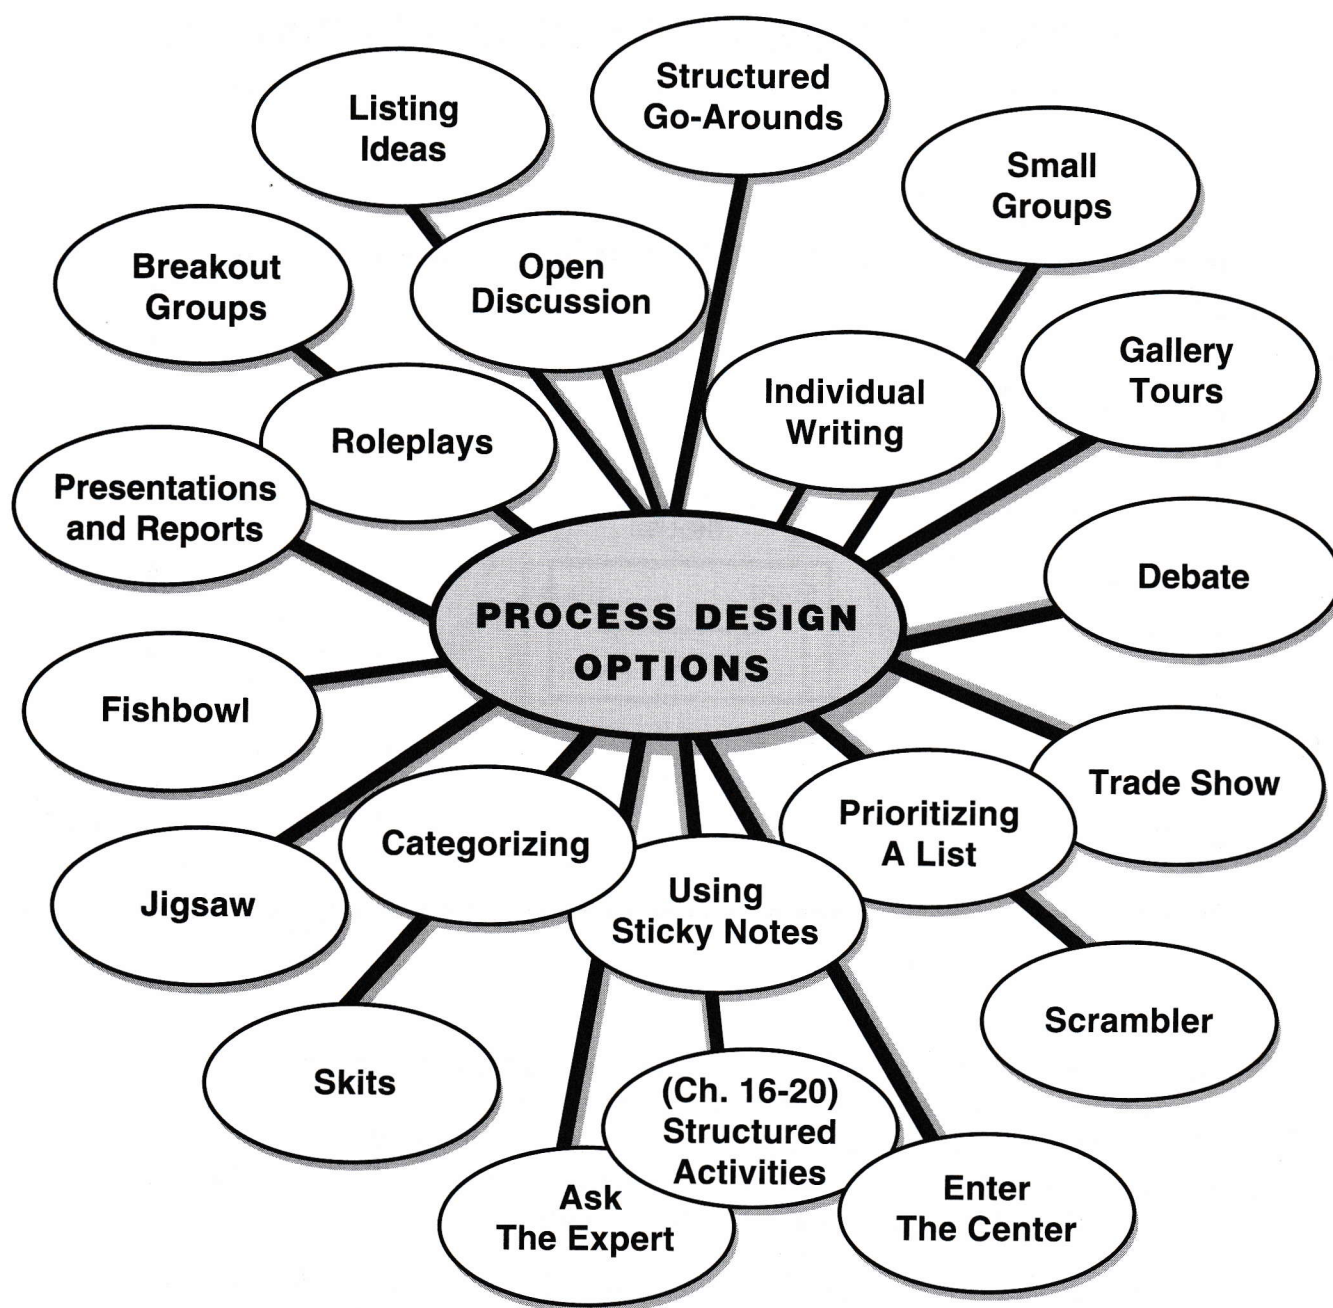 Structured
Go-Arounds
Listing
Ideas
Small
Groups
Breakout
Groups
Open
Discussion
Gallery
Tours
Individual
Writing
Roleplays
Presentations
and Reports
Debate
PROCESS DESIGN
OPTIONS
Fishbowl
Trade Show
Prioritizing
A List
Categorizing
Jigsaw
Using
Sticky Notes
Scrambler
Skits
(Ch. 16-20)
Structured
Activities
Ask
The Expert
Enter
The Center